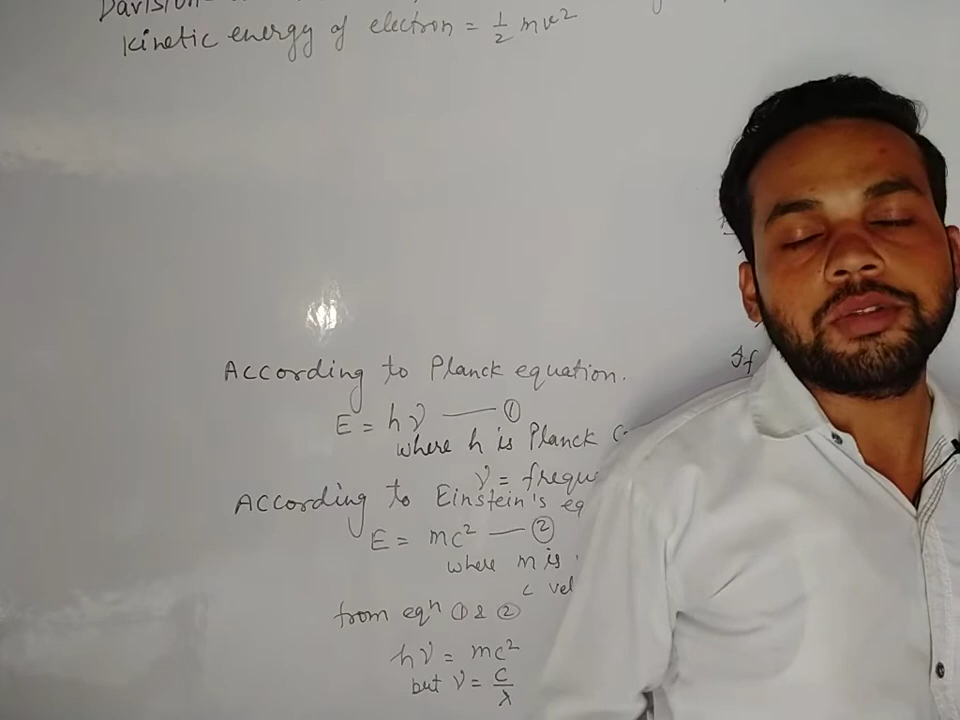 kinetic energy of electron = 1/2 mv²
According to Planck equation.
E = hν —— ①
where h is Planck
ν = frequ
According to Einstein's eq
E = mc² —— ②
where m is
c vel
from eqⁿ ① & ②
hν = mc²
but ν = c/λ
If